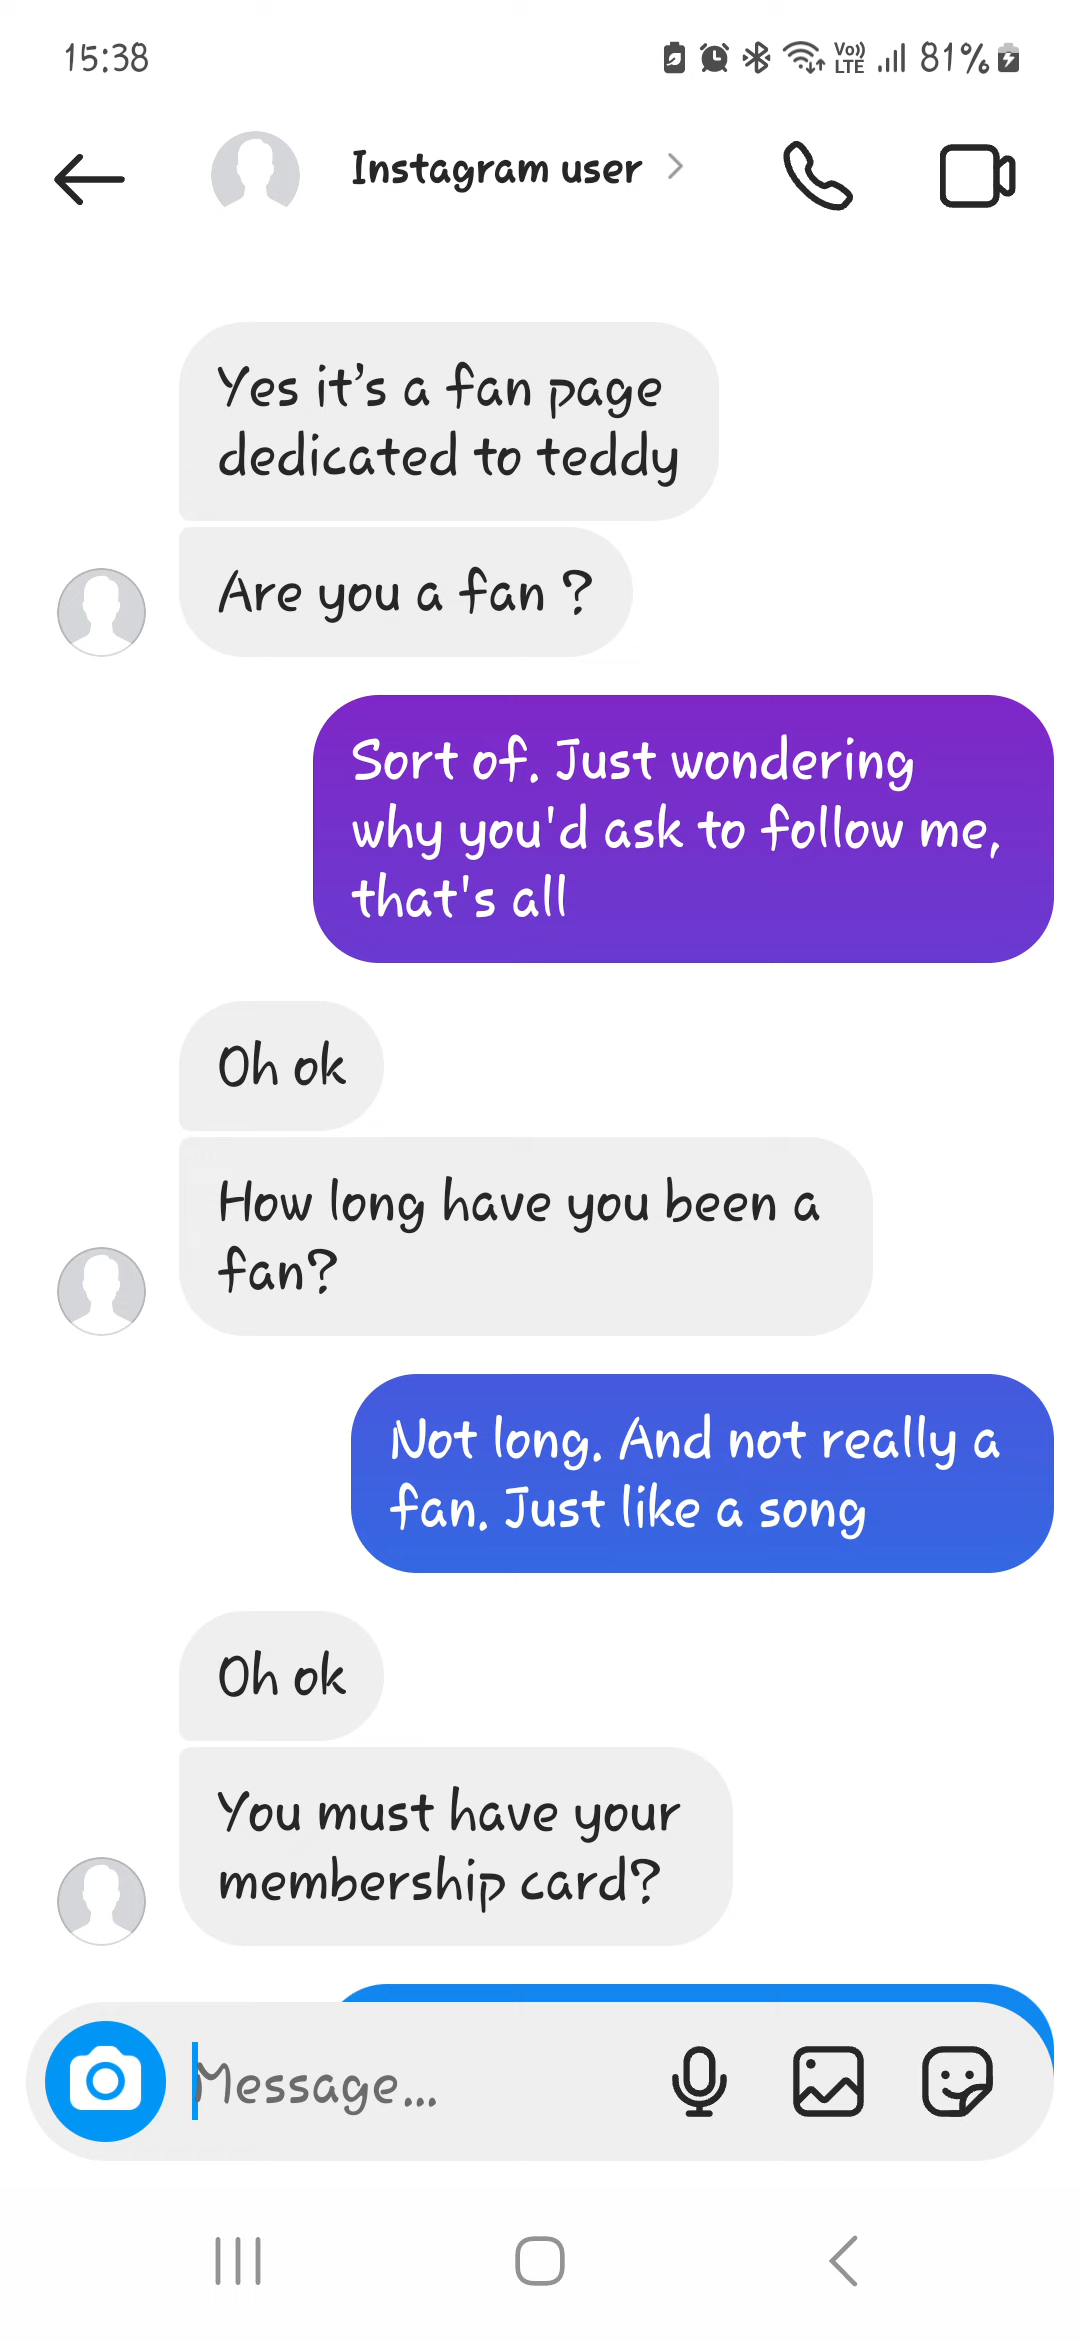 15:38
Vo))
LTE
81%
Instagram user
Yes it's a fan page
dedicated to teddy
Are you a fan ?
Sort of. Just wondering
why you'd ask to follow me,
that's all
Oh ok
How long have you been a
fan?
Not long. And not really a
fan. Just like a song
Oh ok
You must have your
membership card?
Message...